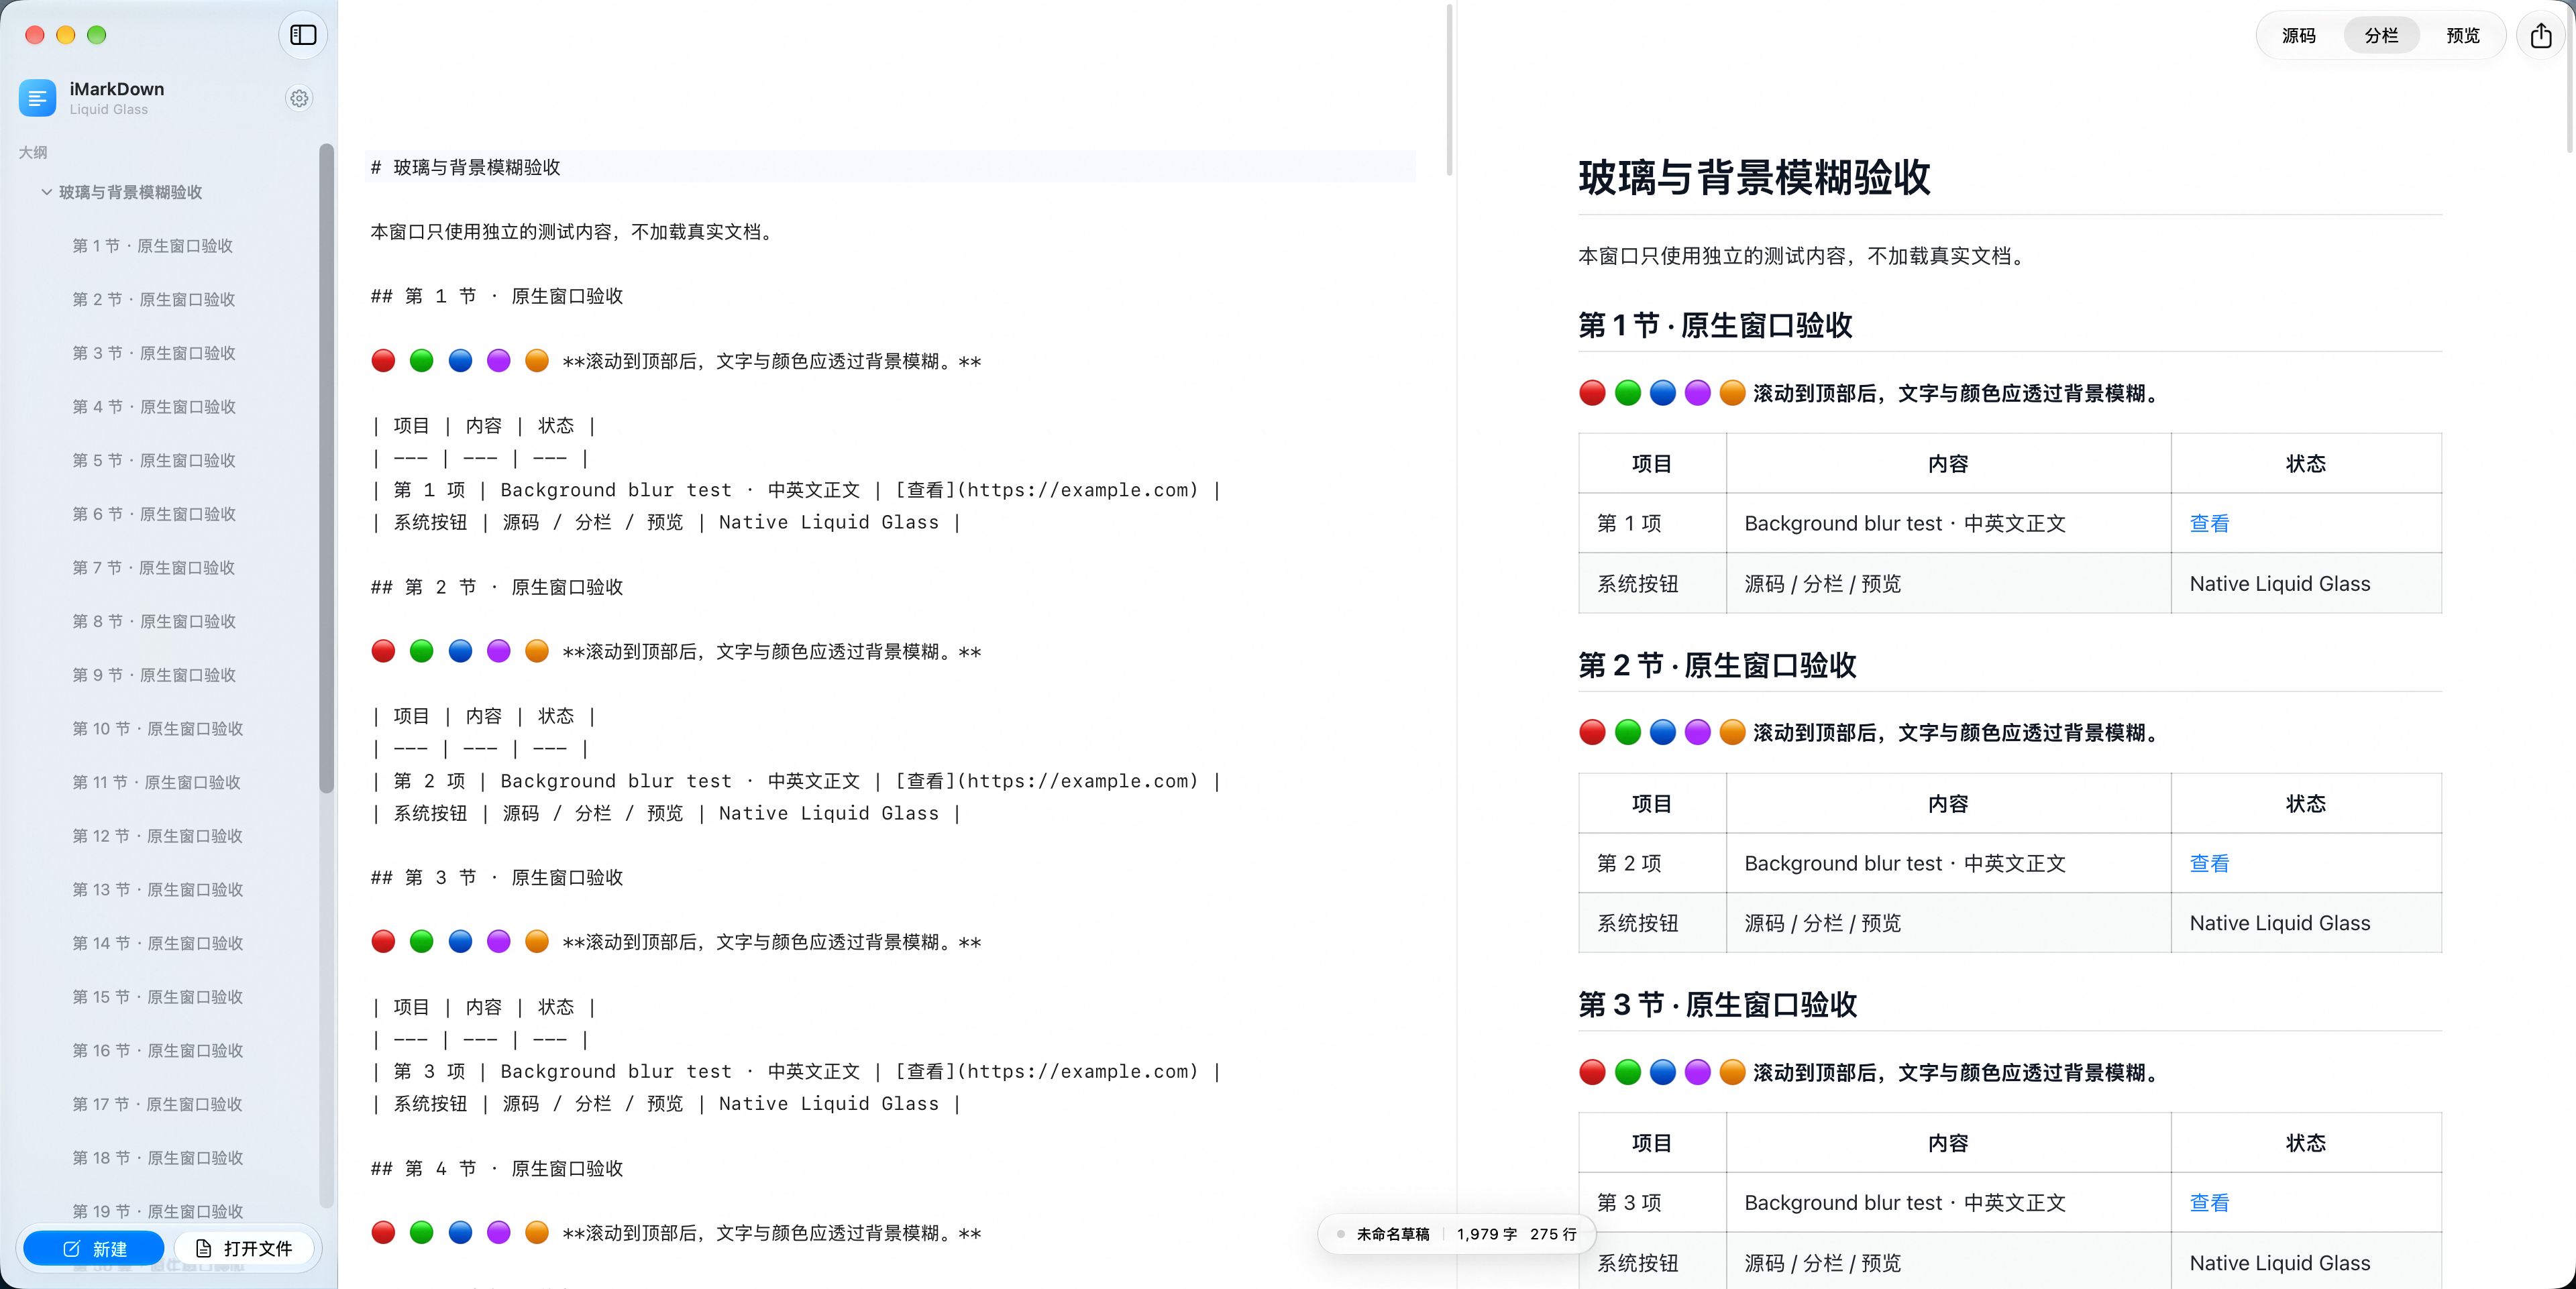 iMarkDown
Liquid Glass
大纲
玻璃与背景模糊验收
第 1 节 · 原生窗口验收
第 2 节 · 原生窗口验收
第 3 节 · 原生窗口验收
第 4 节 · 原生窗口验收
第 5 节 · 原生窗口验收
第 6 节 · 原生窗口验收
第 7 节 · 原生窗口验收
第 8 节 · 原生窗口验收
第 9 节 · 原生窗口验收
第 10 节 · 原生窗口验收
第 11 节 · 原生窗口验收
第 12 节 · 原生窗口验收
第 13 节 · 原生窗口验收
第 14 节 · 原生窗口验收
第 15 节 · 原生窗口验收
第 16 节 · 原生窗口验收
第 17 节 · 原生窗口验收
第 18 节 · 原生窗口验收
第 19 节 · 原生窗口验收
新建
打开文件
# 玻璃与背景模糊验收
本窗口只使用独立的测试内容，不加载真实文档。
## 第 1 节 · 原生窗口验收
🔴 🟢 🔵 🟣 🟠 **滚动到顶部后，文字与颜色应透过背景模糊。**
| 项目 | 内容 | 状态 |
| --- | --- | --- |
| 第 1 项 | Background blur test · 中英文正文 | [查看](https://example.com) |
| 系统按钮 | 源码 / 分栏 / 预览 | Native Liquid Glass |
## 第 2 节 · 原生窗口验收
🔴 🟢 🔵 🟣 🟠 **滚动到顶部后，文字与颜色应透过背景模糊。**
| 项目 | 内容 | 状态 |
| --- | --- | --- |
| 第 2 项 | Background blur test · 中英文正文 | [查看](https://example.com) |
| 系统按钮 | 源码 / 分栏 / 预览 | Native Liquid Glass |
## 第 3 节 · 原生窗口验收
🔴 🟢 🔵 🟣 🟠 **滚动到顶部后，文字与颜色应透过背景模糊。**
| 项目 | 内容 | 状态 |
| --- | --- | --- |
| 第 3 项 | Background blur test · 中英文正文 | [查看](https://example.com) |
| 系统按钮 | 源码 / 分栏 / 预览 | Native Liquid Glass |
## 第 4 节 · 原生窗口验收
🔴 🟢 🔵 🟣 🟠 **滚动到顶部后，文字与颜色应透过背景模糊。**
源码 分栏 预览
玻璃与背景模糊验收
本窗口只使用独立的测试内容，不加载真实文档。
第 1 节 · 原生窗口验收
🔴 🟢 🔵 🟣 🟠 滚动到顶部后，文字与颜色应透过背景模糊。
项目 内容 状态
第 1 项 Background blur test · 中英文正文 查看
系统按钮 源码 / 分栏 / 预览 Native Liquid Glass
第 2 节 · 原生窗口验收
🔴 🟢 🔵 🟣 🟠 滚动到顶部后，文字与颜色应透过背景模糊。
项目 内容 状态
第 2 项 Background blur test · 中英文正文 查看
系统按钮 源码 / 分栏 / 预览 Native Liquid Glass
第 3 节 · 原生窗口验收
🔴 🟢 🔵 🟣 🟠 滚动到顶部后，文字与颜色应透过背景模糊。
项目 内容 状态
第 3 项 Background blur test · 中英文正文 查看
系统按钮 源码 / 分栏 / 预览 Native Liquid Glass
未命名草稿 1,979 字 275 行